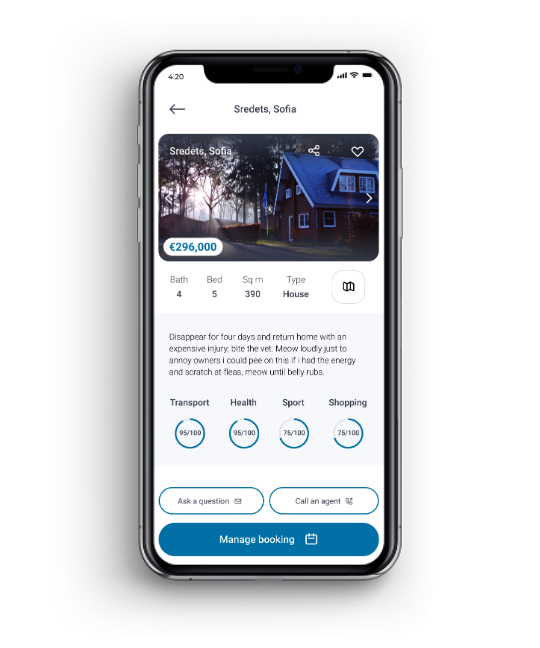 4:20
Sredets, Sofia
Sredets, Sofia
€296,000
Bath Bed Sq m Type
4 5 390 House
Disappear for four days and return home with an
expensive injury; bite the vet. Meow loudly just to
annoy owners i could pee on this if i had the energy
and scratch at fleas, meow until belly rubs.
Transport Health Sport Shopping
95/100 95/100 75/100 75/100
Ask a question Call an agent
Manage booking